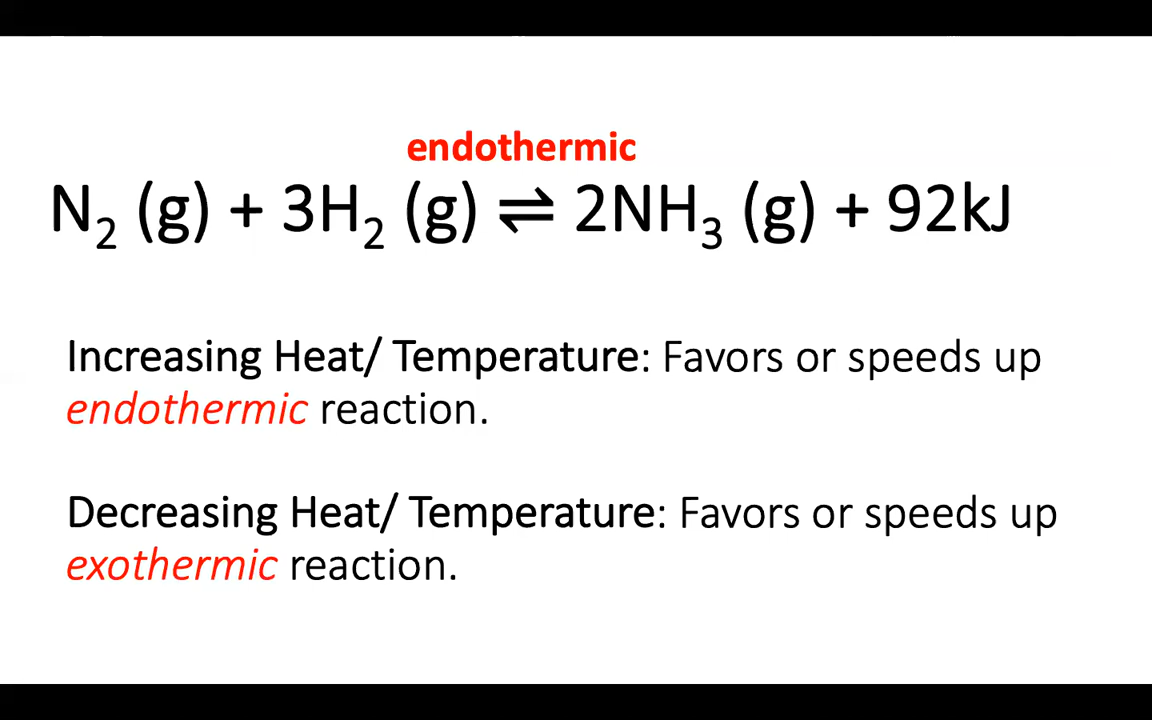 endothermic
N₂ (g) + 3H₂ (g) ⇌ 2NH₃ (g) + 92kJ
Increasing Heat/ Temperature: Favors or speeds up
endothermic reaction.
Decreasing Heat/ Temperature: Favors or speeds up
exothermic reaction.